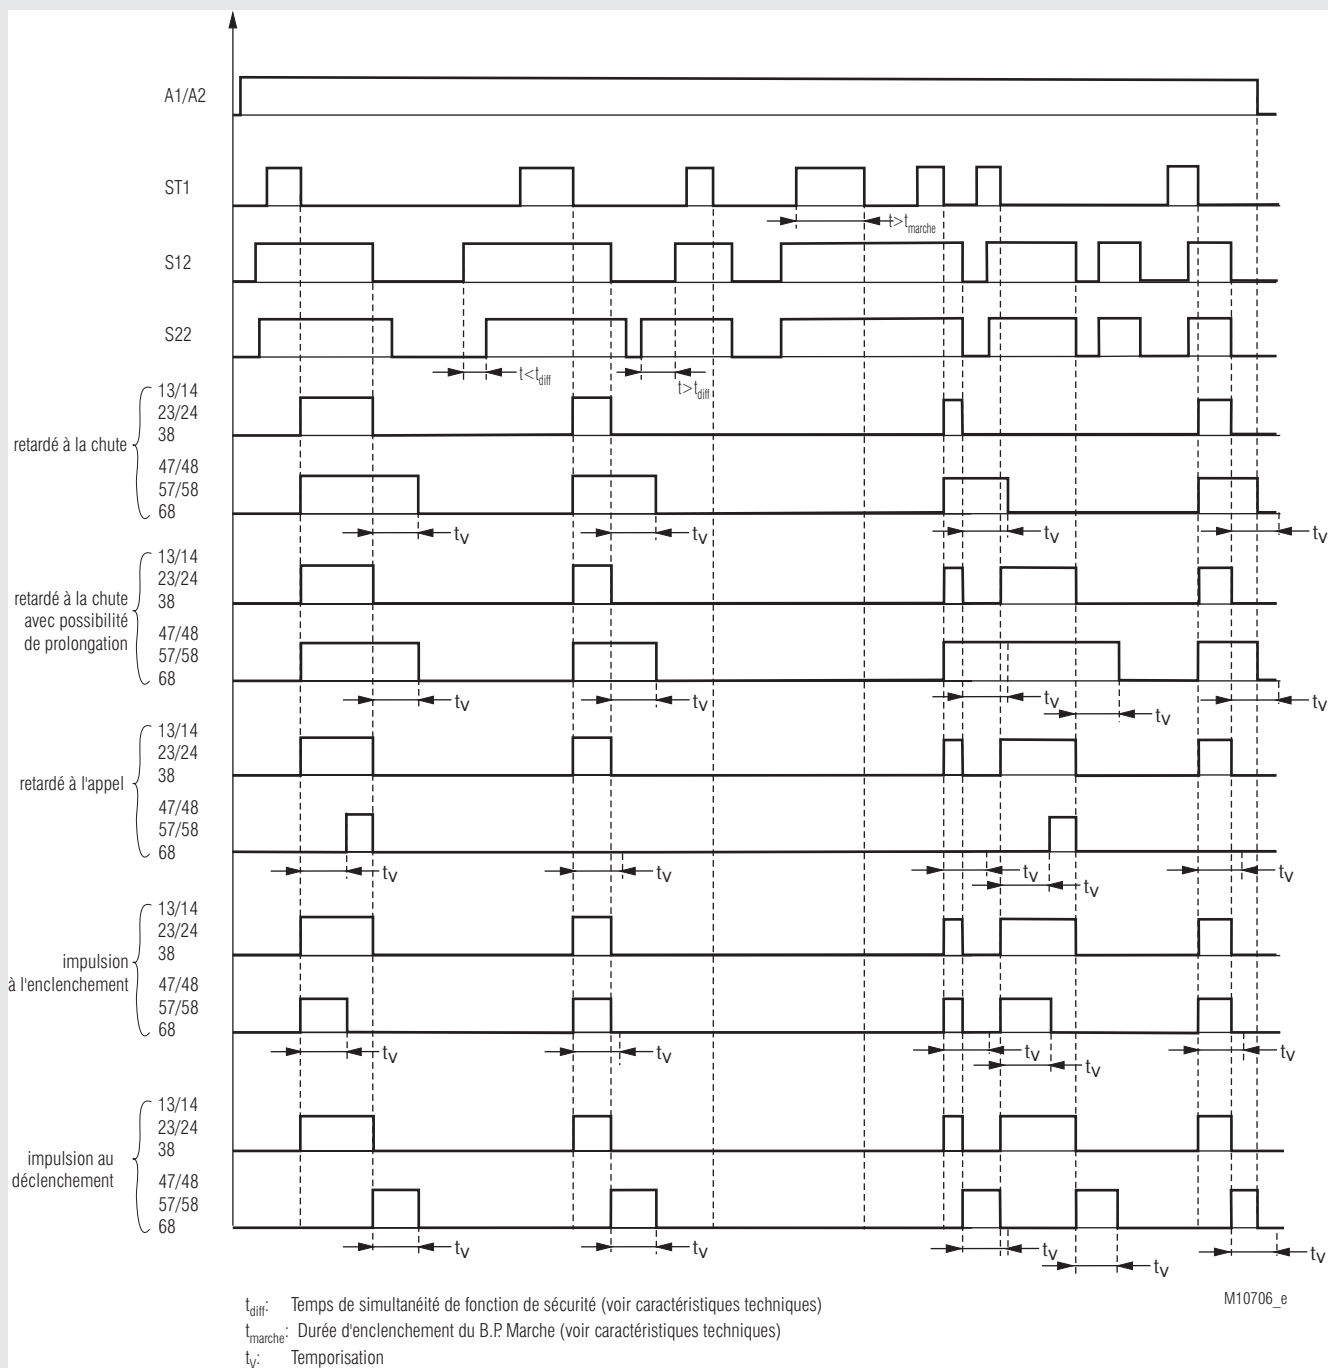 A1/A2
ST1
t>tmarche
S12
S22
t<tdiff
t>tdiff
13/14
23/24
38
retardé à la chute
47/48
57/58
68
tv tv tv tv
13/14
23/24
38
retardé à la chute
avec possibilité
de prolongation
47/48
57/58
68
tv tv tv tv
tv
13/14
23/24
38
retardé à l'appel
47/48
57/58
68
tv tv tv tv
tv
13/14
23/24
38
impulsion
à l'enclenchement
47/48
57/58
68
tv tv tv tv
tv
13/14
23/24
38
impulsion au
déclenchement
47/48
57/58
68
tv tv tv tv
tv
M10706_e
tdiff: Temps de simultanéité de fonction de sécurité (voir caractéristiques techniques)
tmarche: Durée d'enclenchement du B.P. Marche (voir caractéristiques techniques)
tv: Temporisation